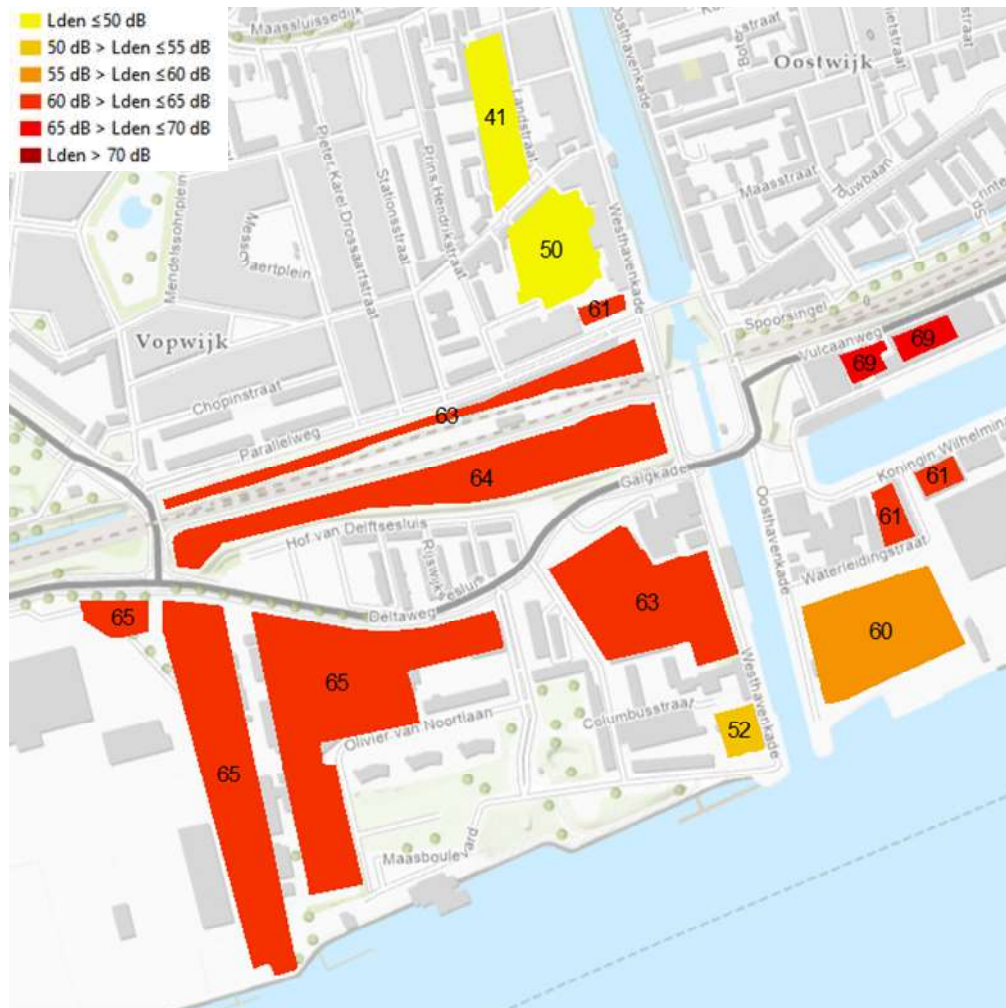 Lden ≤50 dB
50 dB > Lden ≤55 dB
55 dB > Lden ≤60 dB
60 dB > Lden ≤65 dB
65 dB > Lden ≤70 dB
Lden > 70 dB
Maassluissedijk
Oosthavenkade
Oostwijk
41
Landstraat
Peter Karel Drossaartstraat
Stationsstraat
Prins Hendrikstraat
Mendelssohnplein
Westhavenkade
Maasstraat
50
61
Spoorsingel
Vulcaanweg
69
69
Vopwijk
Chopinstraat
63
Parallelweg
64
Galgkade
Koningin Wilhelmina
61
61
Oosthavenkade
Hof van Delftsesluis
Waterleidingstraat
Deltaweg
65
63
60
65
Westhavenkade
Columbusstraat
52
Olivier van Noortlaan
65
Maasboulevard